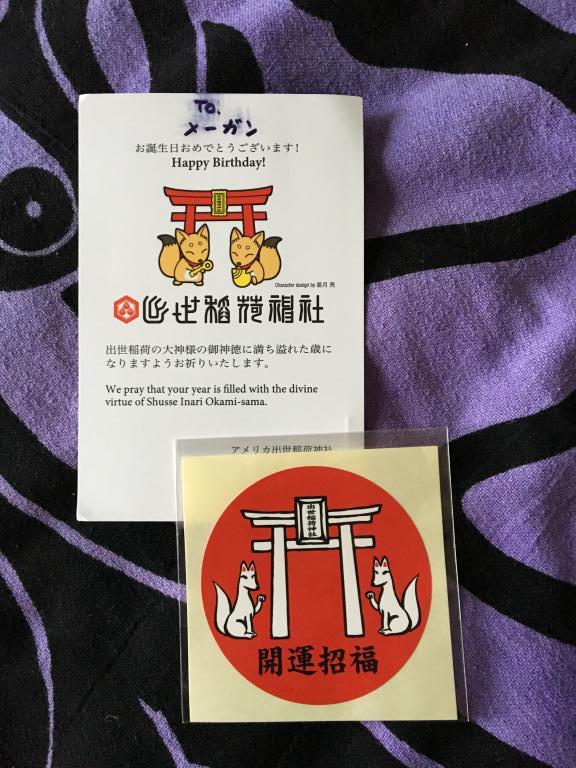 To.
メーガン
お誕生日おめでとうございます!
Happy Birthday!
Character design by 葉月 亮
出世稲荷神社
出世稲荷の大神様の御神徳に満ち溢れた歳に
なりますようお祈りいたします。
We pray that your year is filled with the divine
virtue of Shusse Inari Okami-sama.
アメリカ出世稲荷神社
出世稲荷神社
開運招福